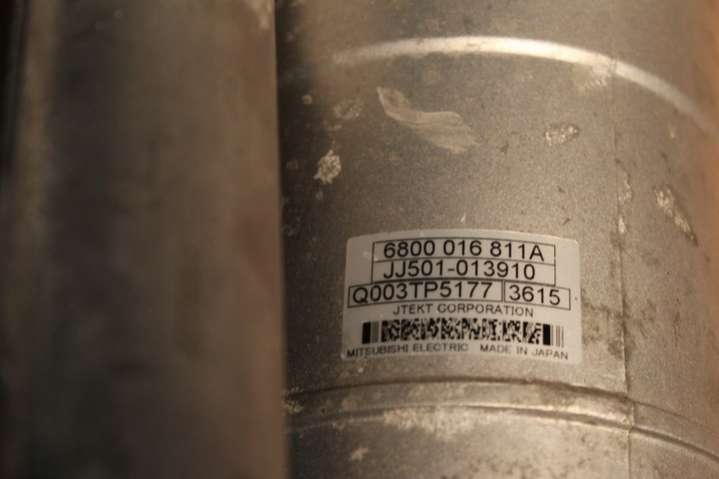 6800 016 811A
JJ501-013910
Q003TP5177 3615
JTEKT CORPORATION
MITSUBISHI ELECTRIC MADE IN JAPAN